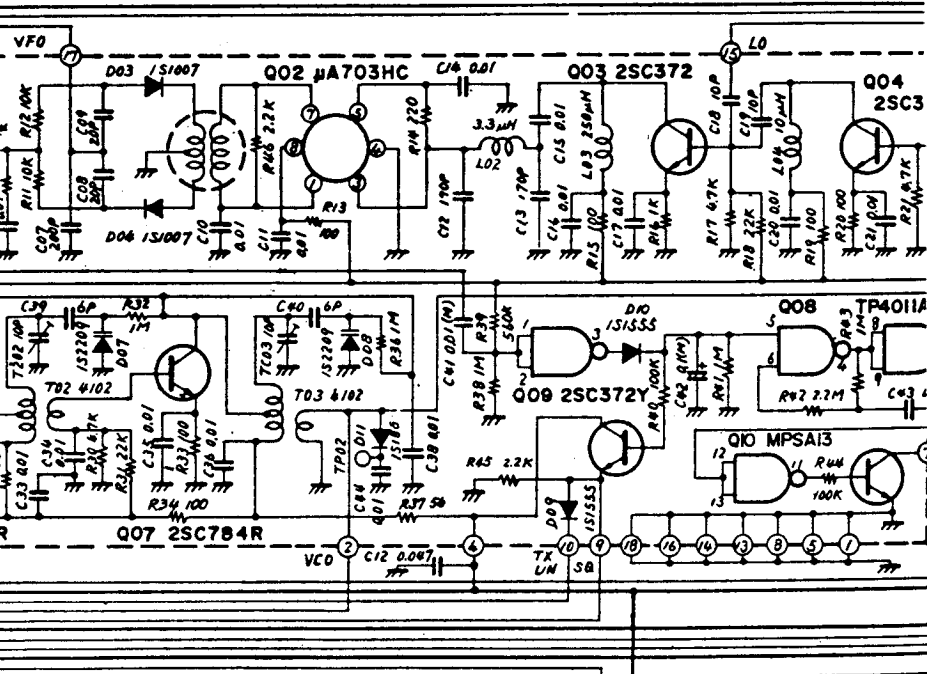 VFO
17
15
LO
D03 1S1007
Q02 µA703HC
C14 0.01
Q03 2SC372
Q04
2SC3
R12 10K
C09
20P
R46 2.2K
7
5
R14 220
3.3µH
L02
C15 0.01
L03 250µH
C18 10P
C19 10P
L04 10µH
8
4
R11 10K
C08
20P
1
3
R13
100
C07
200P
D04 1S1007
C10
0.01
C11
0.01
170P
C13 170P
C16 0.01
R15 100
C17 0.01
R16 1K
R17 4.7K
R18 22K
C20 0.01
R19 100
R20 100
C21 0.01
R21 4.7K
C39
6P
R32
1M
C40
6P
TC02 10P
1S2209
D07
TC03 10P
1S2209
D08
R36 1M
C41 0.1(M)
R39
560K
1
2
3
D10
1S1555
Q08
TP4011A
5
6
4
R43
1M
8
9
R38 1M
Q09 2SC372Y
100K
R40
C42 0.1(M)
R41 1M
R42 2.2M
C43
T02 4102
T03 4102
C34
0.01
R30 4.7K
R31 22K
C33 0.01
C35 0.01
R33 100
C36 0.01
TP02
D11
1S188
C44
0.01
C38 0.01
R45 2.2K
Q10 MPSA13
12
13
11
R44
100K
R34 100
R37 56
D09
1S1555
R
Q07 2SC784R
VCO
2
C12 0.047
4
TX
UN
10
9
SQ
18
16
14
13
8
5
1